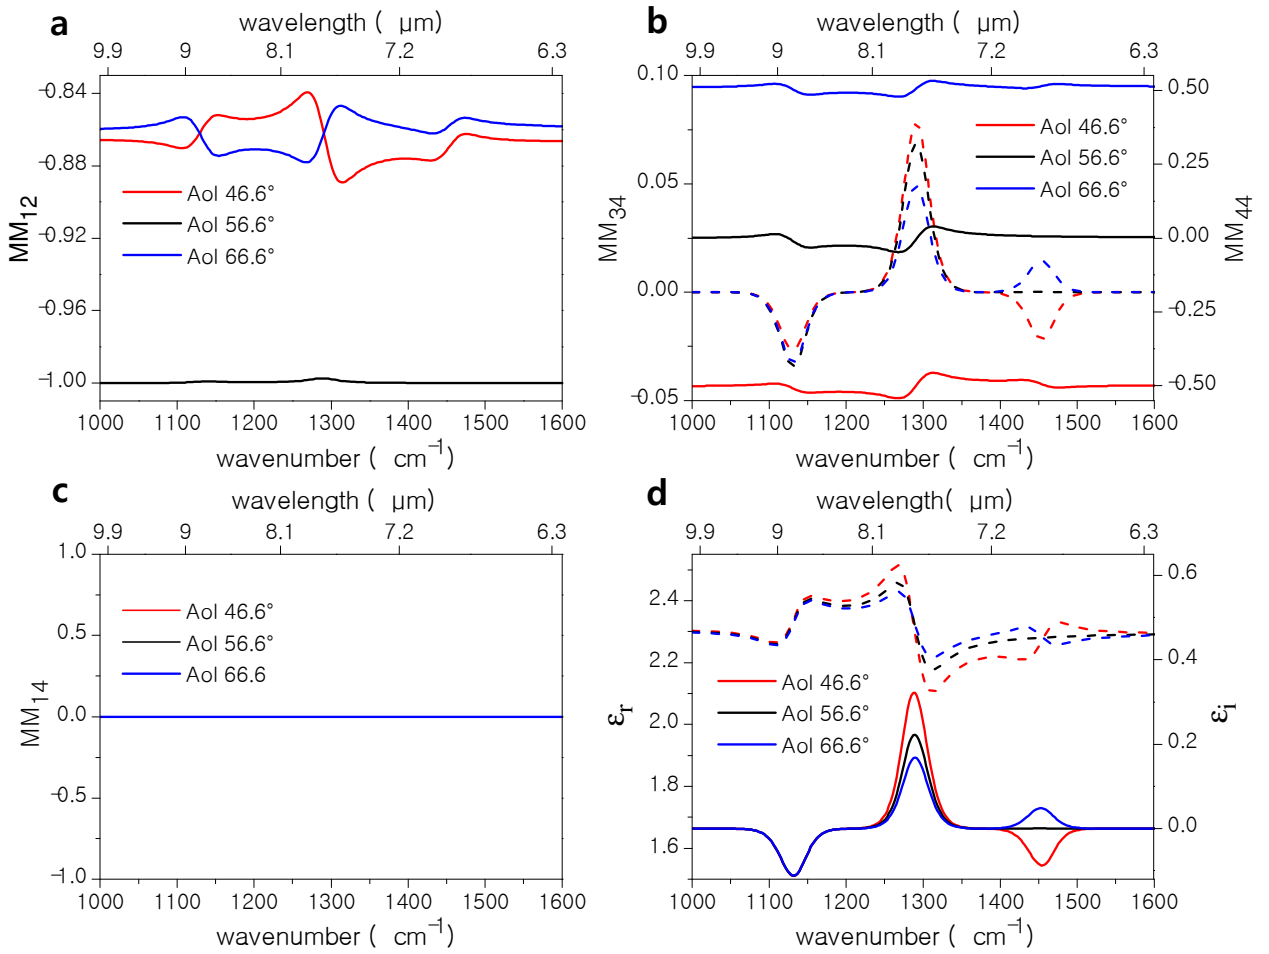 a
wavelength ( μm)
9.9 9 8.1 7.2 6.3
−0.84
−0.88
−0.92
−0.96
−1.00
MM12
AoI 46.6°
AoI 56.6°
AoI 66.6°
1000 1100 1200 1300 1400 1500 1600
wavenumber ( cm−1)
b
wavelength ( μm)
9.9 9 8.1 7.2 6.3
0.10
0.05
0.00
−0.05
MM34
AoI 46.6°
AoI 56.6°
AoI 66.6°
0.50
0.25
0.00
−0.25
−0.50
MM44
1000 1100 1200 1300 1400 1500 1600
wavenumber ( cm−1)
c
wavelength ( μm)
9.9 9 8.1 7.2 6.3
1.0
0.5
0.0
−0.5
−1.0
MM14
AoI 46.6°
AoI 56.6°
AoI 66.6
1000 1100 1200 1300 1400 1500 1600
wavenumber ( cm−1)
d
wavelength( μm)
9.9 9 8.1 7.2 6.3
2.4
2.2
2.0
1.8
1.6
εr
AoI 46.6°
AoI 56.6°
AoI 66.6°
0.6
0.4
0.2
0.0
εi
1000 1100 1200 1300 1400 1500 1600
wavenumber ( cm−1)